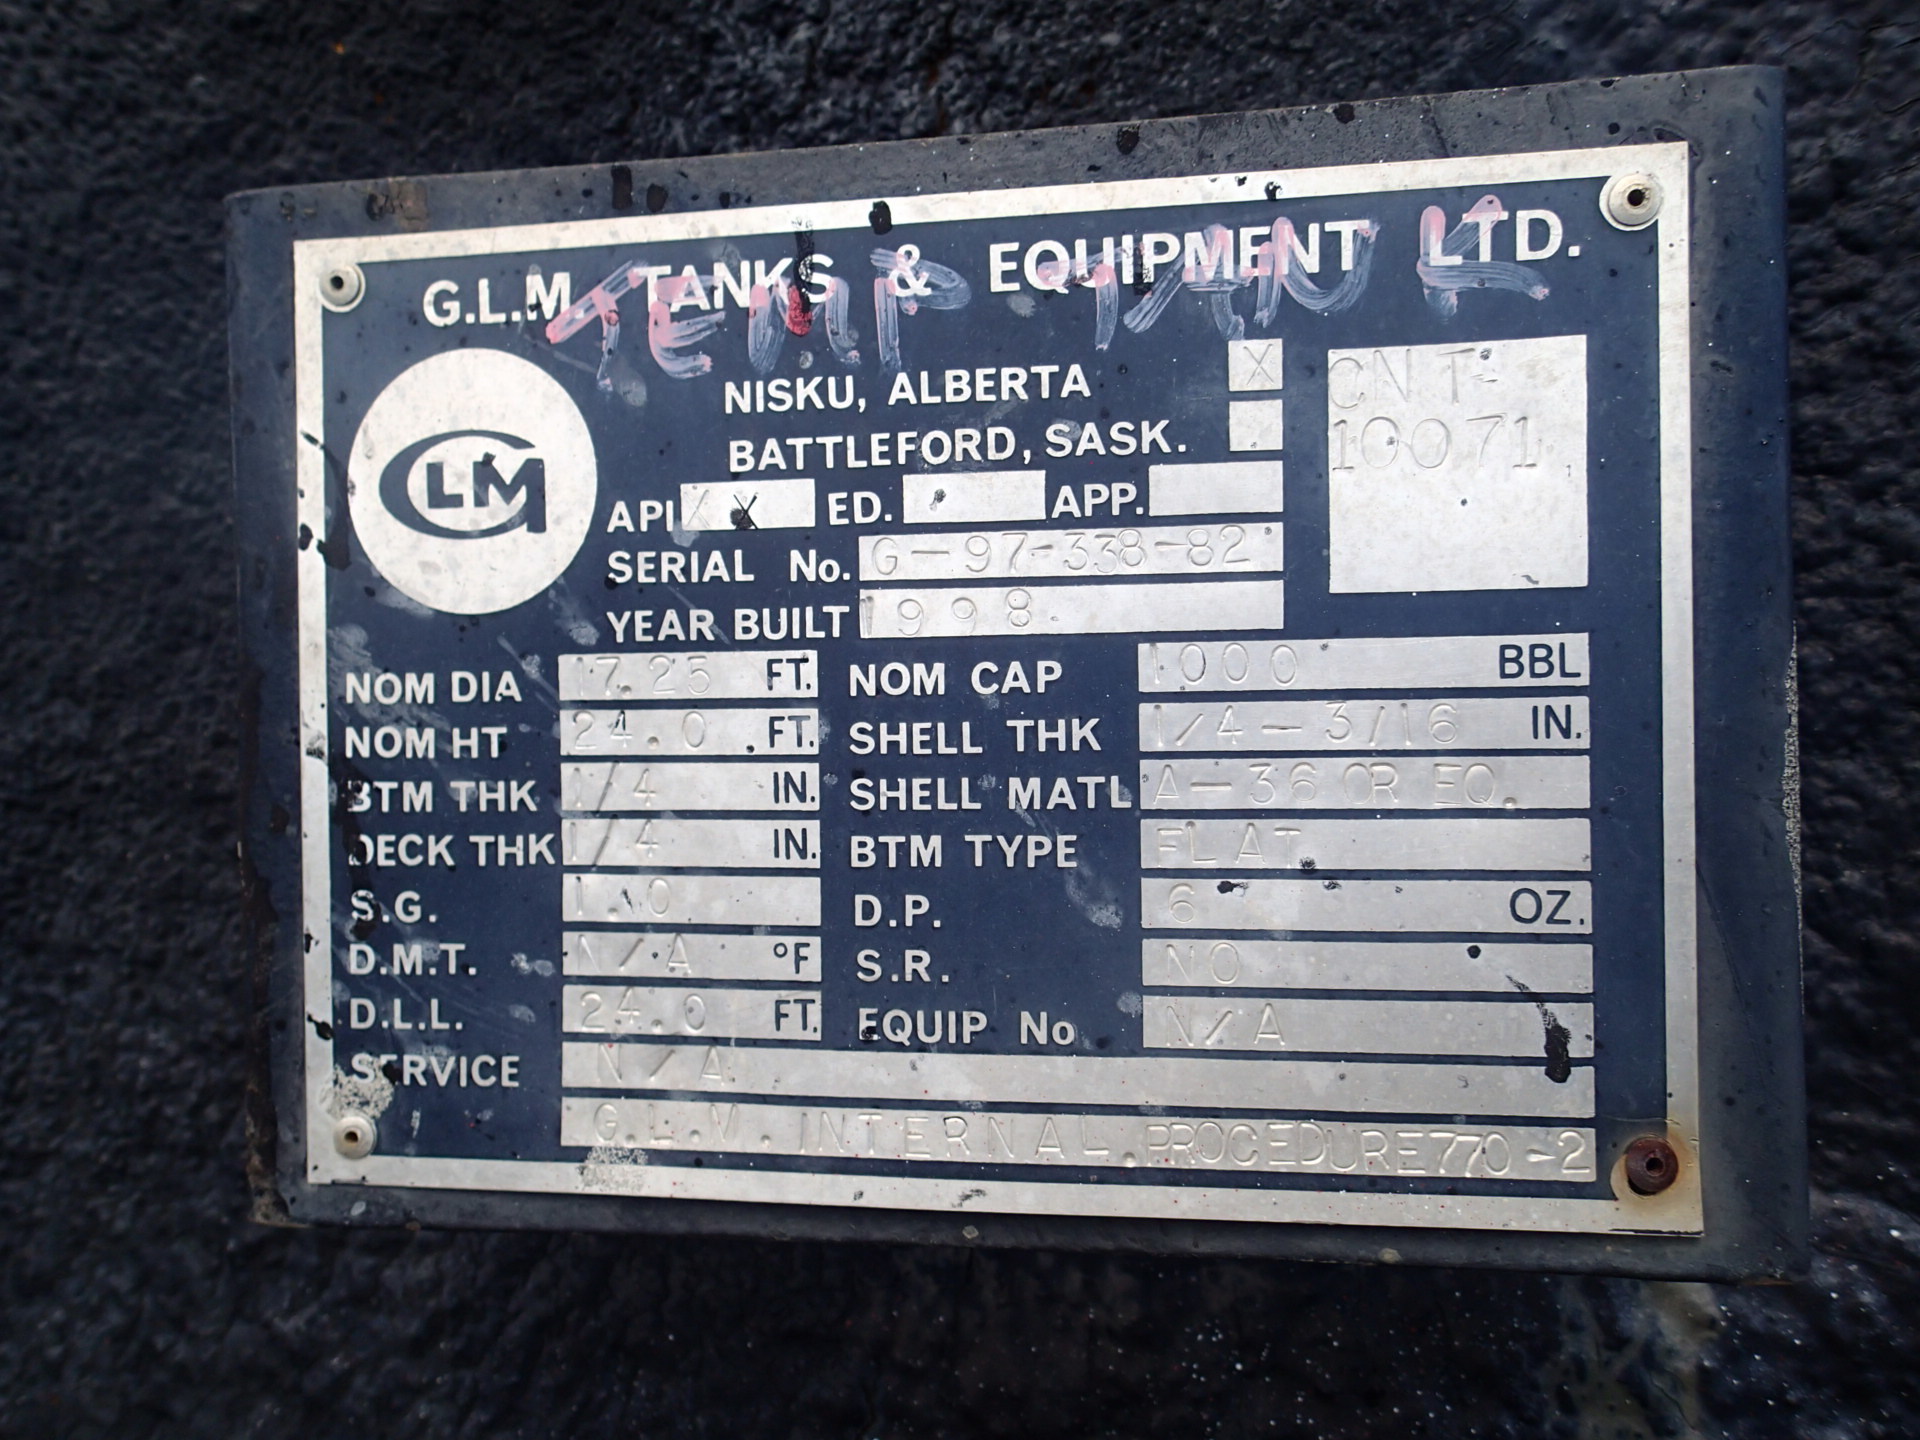 G.L.M. TANKS & EQUIPMENT LTD.
TEMP TANK
NISKU, ALBERTA X
BATTLEFORD, SASK.
CNT
10071
GLM
API XX ED. APP.
SERIAL No. G-97-338-82
YEAR BUILT 1998
NOM DIA 17.25 FT. NOM CAP 1000 BBL
NOM HT 24.0 FT. SHELL THK 1/4-3/16 IN.
BTM THK 1/4 IN. SHELL MATL A-36 OR EQ.
DECK THK 1/4 IN. BTM TYPE FLAT
S.G. 1.0 D.P. 6 OZ.
D.M.T. N/A °F S.R. NO
D.L.L. 24.0 FT. EQUIP No N/A
SERVICE N/A
G.L.M. INTERNAL PROCEDURE 770-2